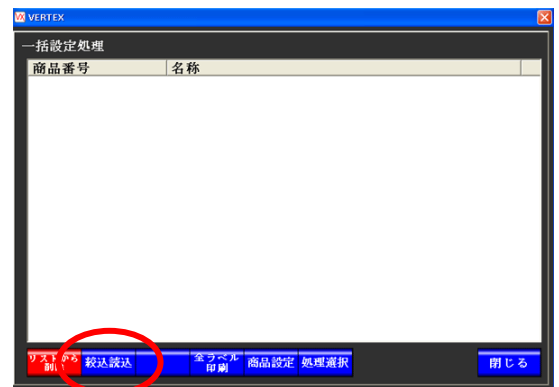 VERTEX
一括設定処理
商品番号 名称
リストから
削除
絞込読込
全ラベル
印刷
商品設定
処理選択
閉じる